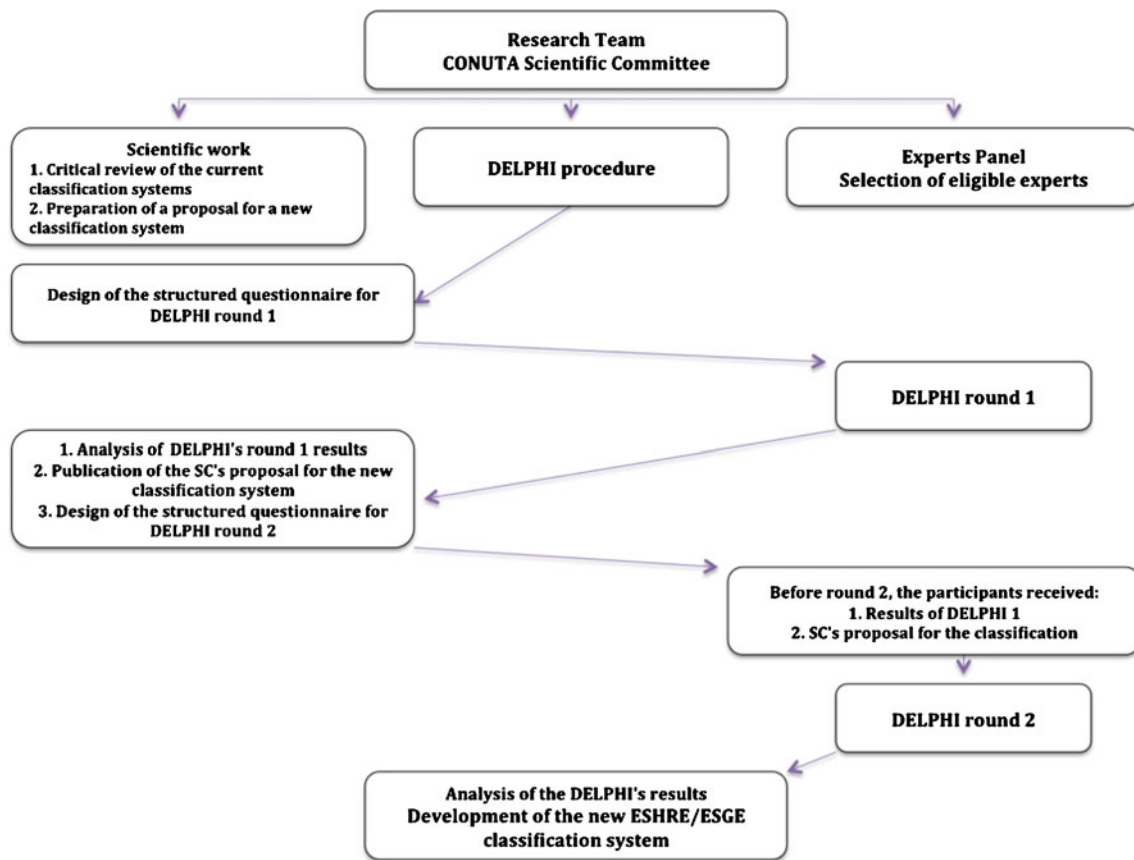 Research Team
CONUTA Scientific Committee
Scientific work
1. Critical review of the current
classification systems
2. Preparation of a proposal for a new
classification system
DELPHI procedure
Experts Panel
Selection of eligible experts
Design of the structured questionnaire for
DELPHI round 1
DELPHI round 1
1. Analysis of DELPHI's round 1 results
2. Publication of the SC's proposal for the new
classification system
3. Design of the structured questionnaire for
DELPHI round 2
Before round 2, the participants received:
1. Results of DELPHI 1
2. SC's proposal for the classification
DELPHI round 2
Analysis of the DELPHI's results
Development of the new ESHRE/ESGE
classification system